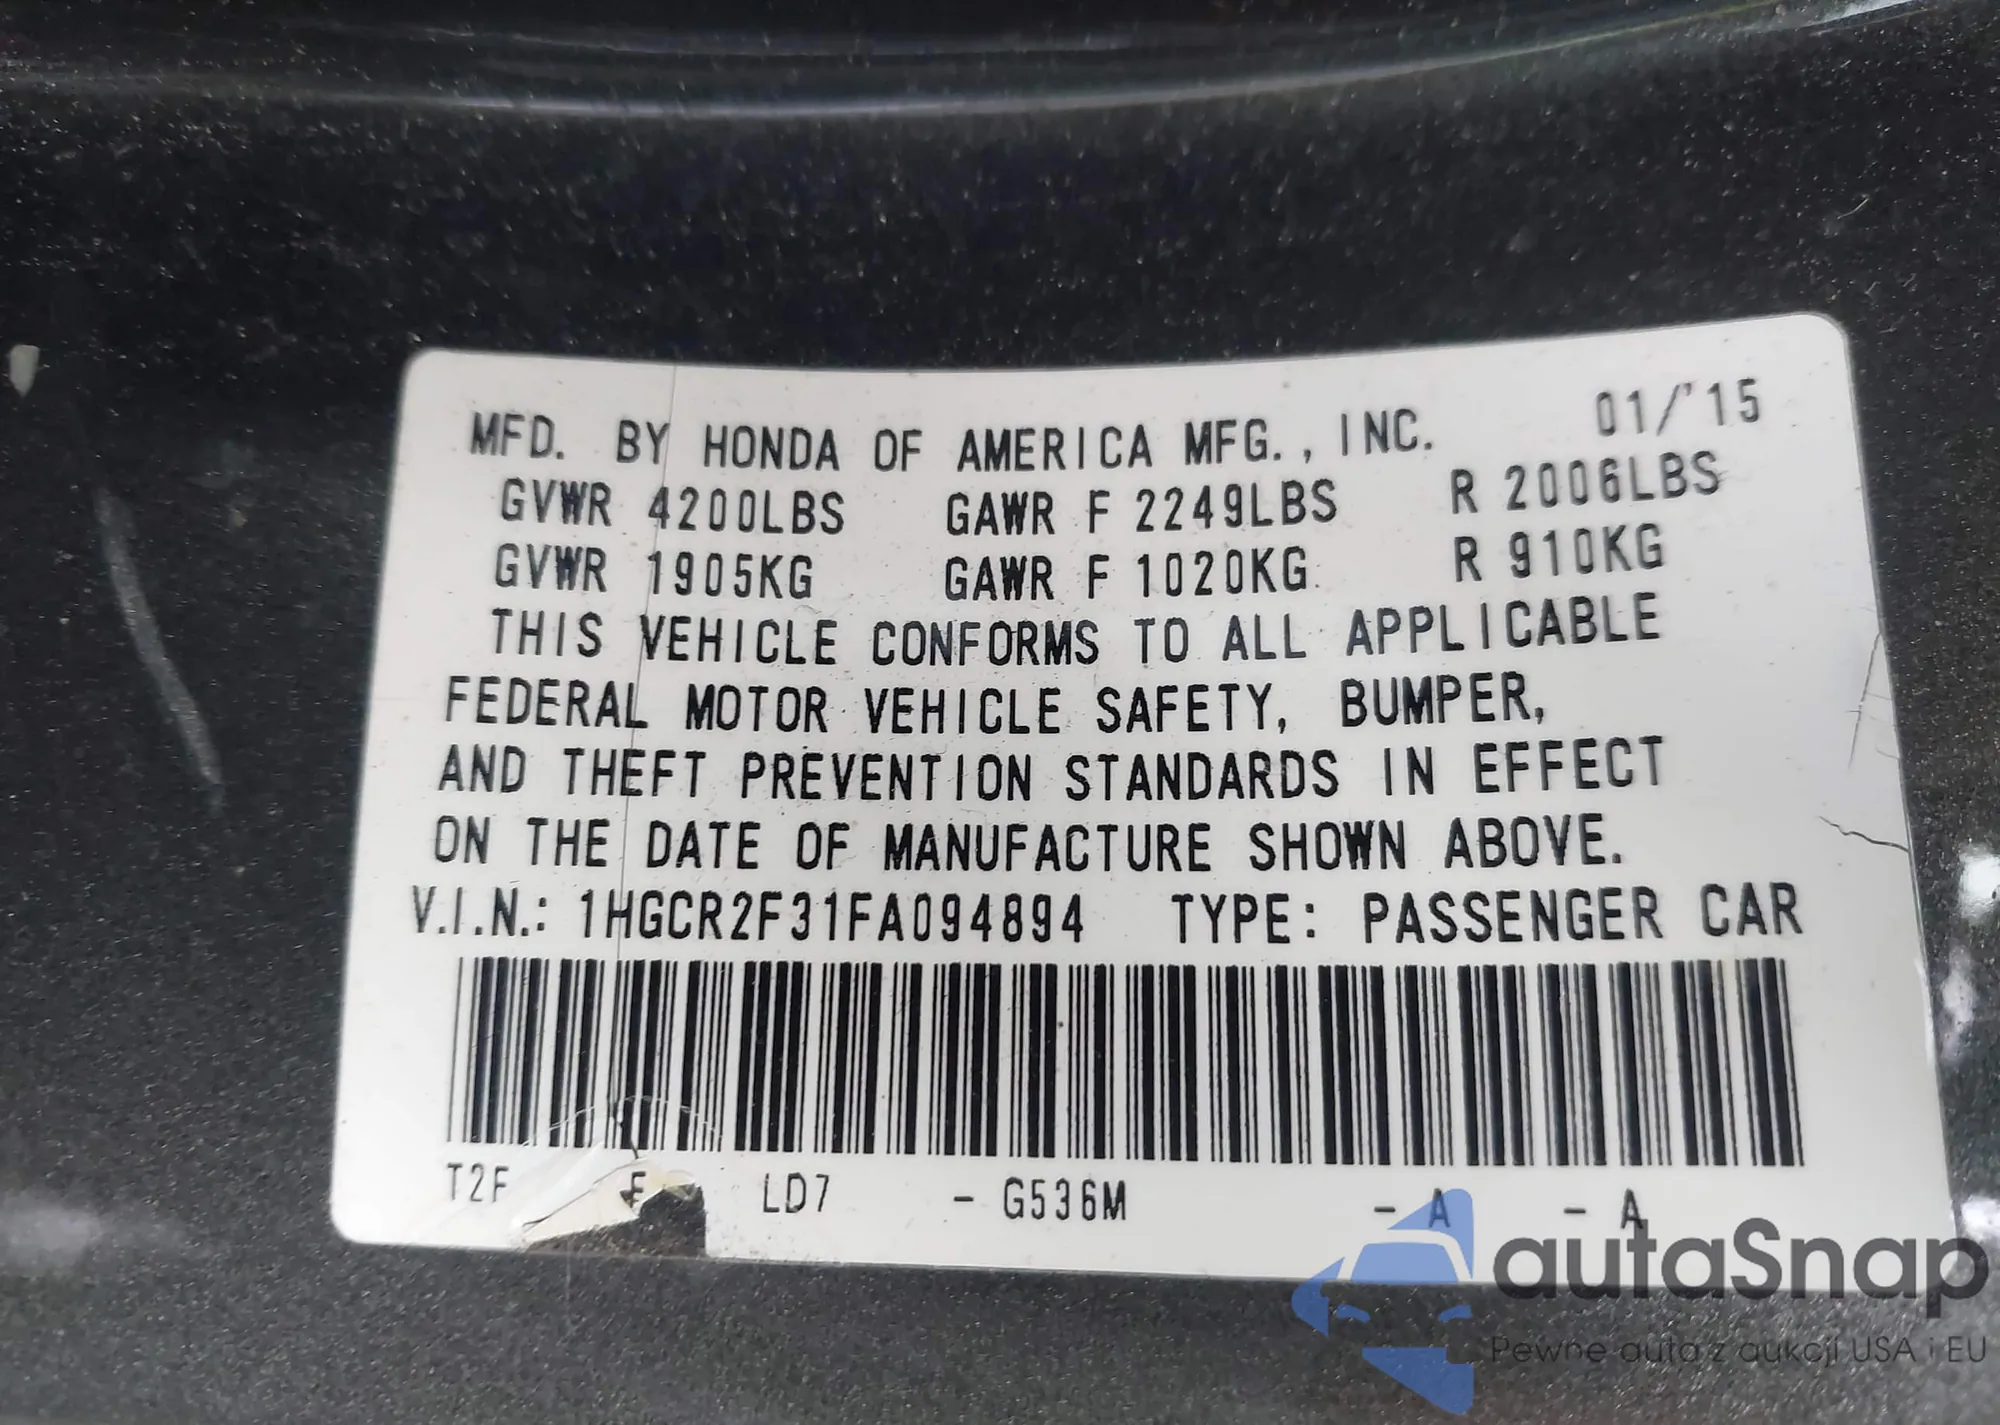 MFD. BY HONDA OF AMERICA MFG., INC. 01/'15
GVWR 4200LBS GAWR F 2249LBS R 2006LBS
GVWR 1905KG GAWR F 1020KG R 910KG
THIS VEHICLE CONFORMS TO ALL APPLICABLE
FEDERAL MOTOR VEHICLE SAFETY, BUMPER,
AND THEFT PREVENTION STANDARDS IN EFFECT
ON THE DATE OF MANUFACTURE SHOWN ABOVE.
V.I.N.: 1HGCR2F31FA094894 TYPE: PASSENGER CAR
T2F E LD7 - G536M - A - A
autaSnap
Pewne auta z aukcji USA i EU